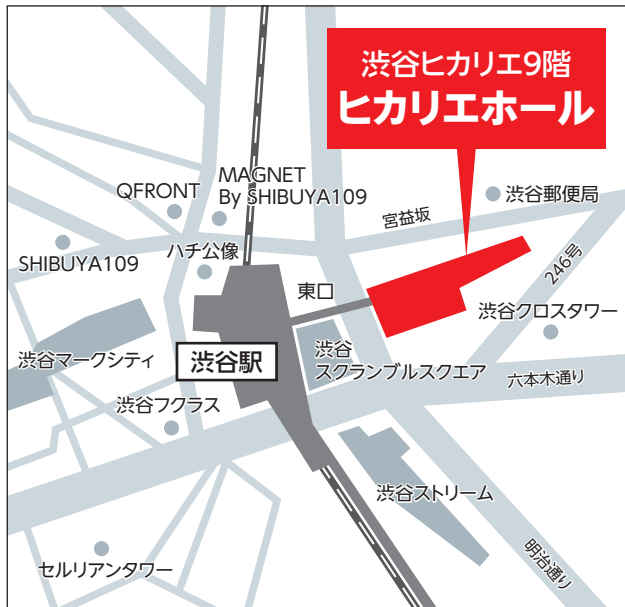 渋谷ヒカリエ9階
ヒカリエホール
MAGNET
By SHIBUYA109
QFRONT
渋谷郵便局
宮益坂
SHIBUYA109
ハチ公像
246号
東口
渋谷クロスタワー
渋谷マークシティ
渋谷駅
渋谷
スクランブルスクエア
六本木通り
渋谷フクラス
渋谷ストリーム
明治通り
セルリアンタワー